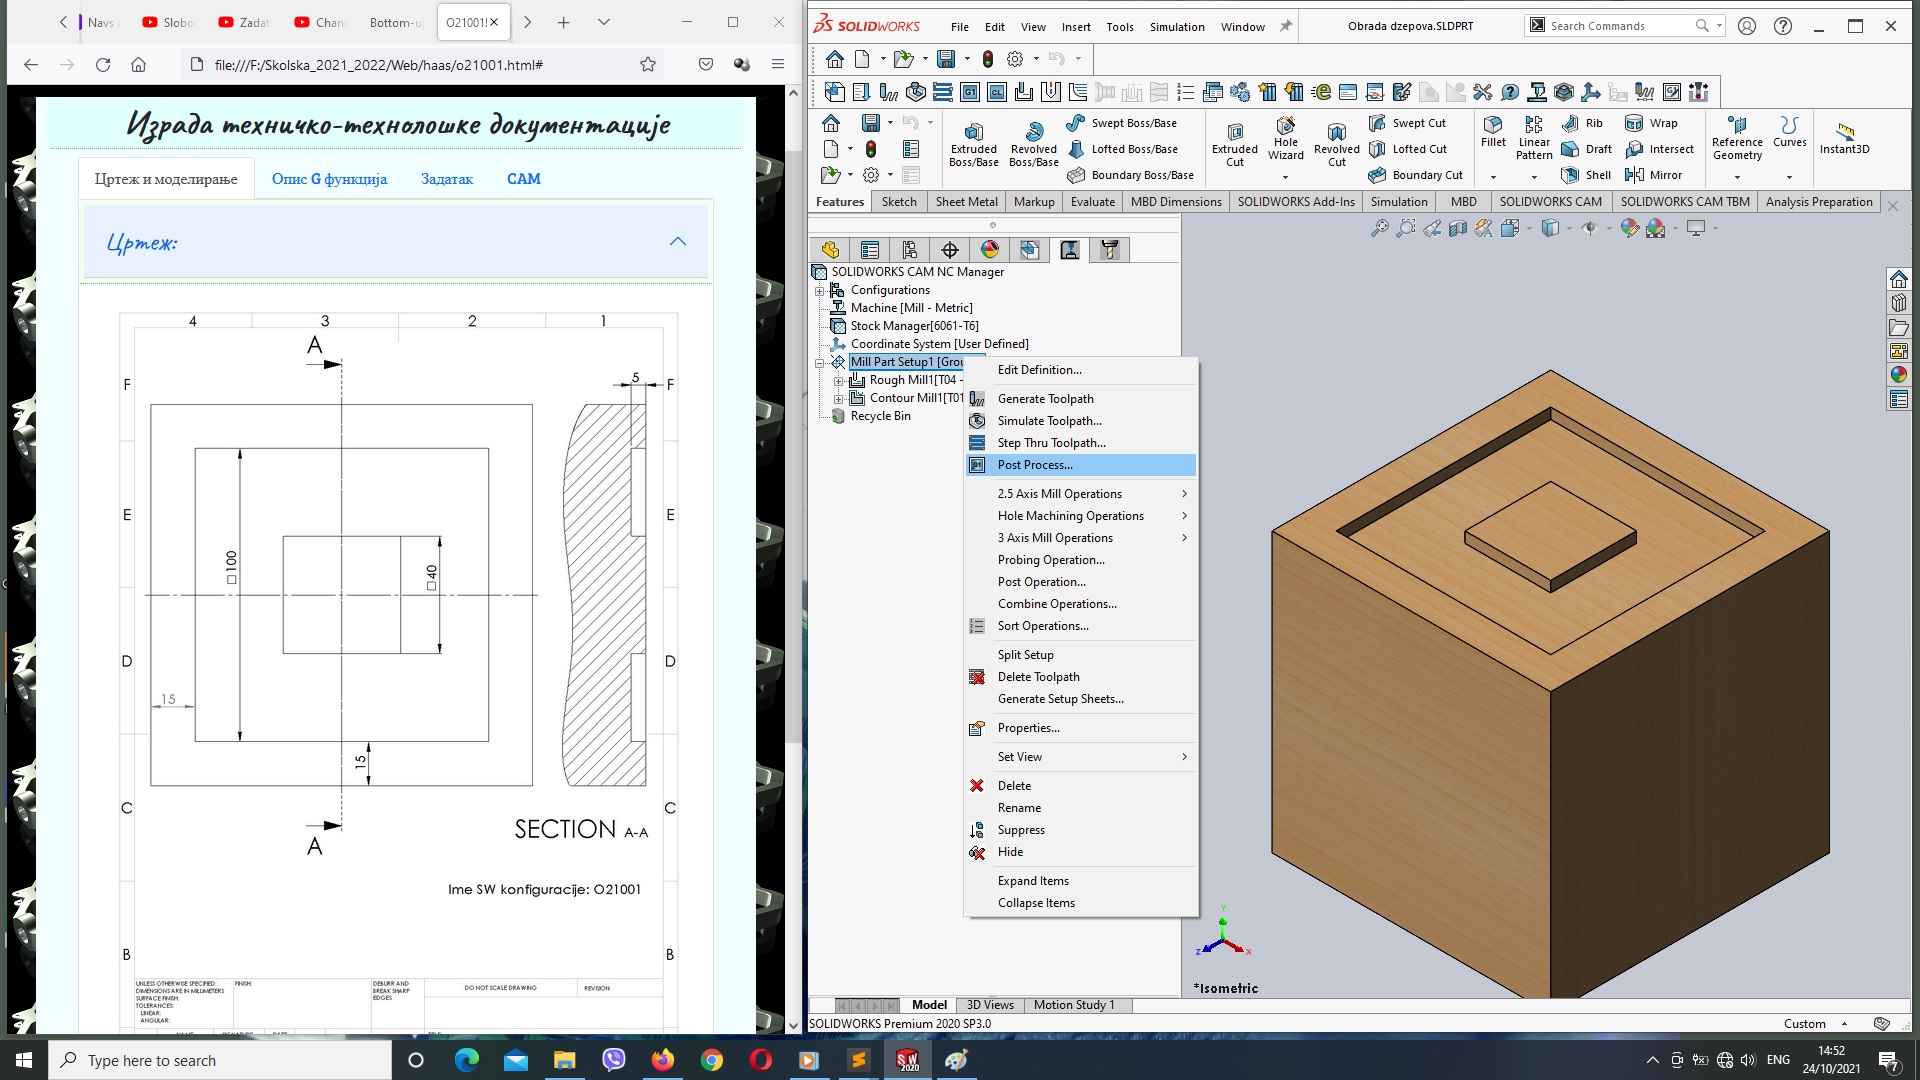 Navs
Slobo
Zadat
Chann
Bottom-u
O21001!
file:///F:/Skolska_2021_2022/Web/haas/o21001.html#
Израда техничко-технолошке документације
Цртеж и моделирање
Опис G функција
Задатак
CAM
Цртеж:
4
3
2
1
A
F
5
F
E
□100
□40
E
D
D
15
15
C
C
A
SECTION A-A
Ime SW konfiguracije: O21001
B
B
UNLESS OTHERWISE SPECIFIED:
DIMENSIONS ARE IN MILLIMETERS
SURFACE FINISH:
TOLERANCES:
LINEAR:
ANGULAR:
FINISH:
DEBURR AND
BREAK SHARP
EDGES
DO NOT SCALE DRAWING
REVISION
SOLIDWORKS
File
Edit
View
Insert
Tools
Simulation
Window
Obrada dzepova.SLDPRT
Search Commands
Extruded Boss/Base
Revolved Boss/Base
Swept Boss/Base
Lofted Boss/Base
Boundary Boss/Base
Extruded Cut
Hole Wizard
Revolved Cut
Swept Cut
Lofted Cut
Boundary Cut
Fillet
Linear Pattern
Rib
Draft
Shell
Wrap
Intersect
Mirror
Reference Geometry
Curves
Instant3D
Features
Sketch
Sheet Metal
Markup
Evaluate
MBD Dimensions
SOLIDWORKS Add-Ins
Simulation
MBD
SOLIDWORKS CAM
SOLIDWORKS CAM TBM
Analysis Preparation
SOLIDWORKS CAM NC Manager
Configurations
Machine [Mill - Metric]
Stock Manager[6061-T6]
Coordinate System [User Defined]
Mill Part Setup1 [Grou
Rough Mill1[T04 -
Contour Mill1[T01
Recycle Bin
Edit Definition...
Generate Toolpath
Simulate Toolpath...
Step Thru Toolpath...
Post Process...
2.5 Axis Mill Operations
Hole Machining Operations
3 Axis Mill Operations
Probing Operation...
Post Operation...
Combine Operations...
Sort Operations...
Split Setup
Delete Toolpath
Generate Setup Sheets...
Properties...
Set View
Delete
Rename
Suppress
Hide
Expand Items
Collapse Items
Y
Z
X
*Isometric
Model
3D Views
Motion Study 1
SOLIDWORKS Premium 2020 SP3.0
Custom
Type here to search
ENG
14:52
24/10/2021
7